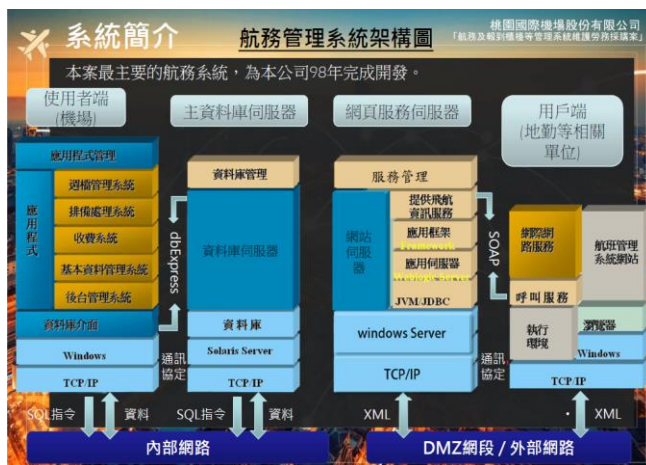 系統簡介
航務管理系統架構圖
桃園國際機場股份有限公司
「航務及報到櫃檯等管理系統維護勞務採購案」
本案最主要的航務系統，為本公司98年完成開發。
使用者端
(機場)
主資料庫伺服器
網頁服務伺服器
用戶端
(地勤等相關
單位)
應用程式管理
應用程式
過檔管理系統
排備處理系統
收費系統
基本資料管理系統
後台管理系統
資料庫介面
Windows
TCP/IP
dbExpress
通訊
協定
資料庫管理
資料庫伺服器
資料庫
Solaris Server
TCP/IP
服務管理
網站
伺服
器
提供飛航
資訊服務
應用框架
Framework
應用伺服器
JVM/JDBC
windows Server
TCP/IP
SOAP
通訊
協定
網際網
路服務
航班管理
系統網站
呼叫服務
執行
環境
瀏覽器
Windows
TCP/IP
SQL指令
資料
SQL指令
資料
XML
XML
內部網路
DMZ網段 / 外部網路